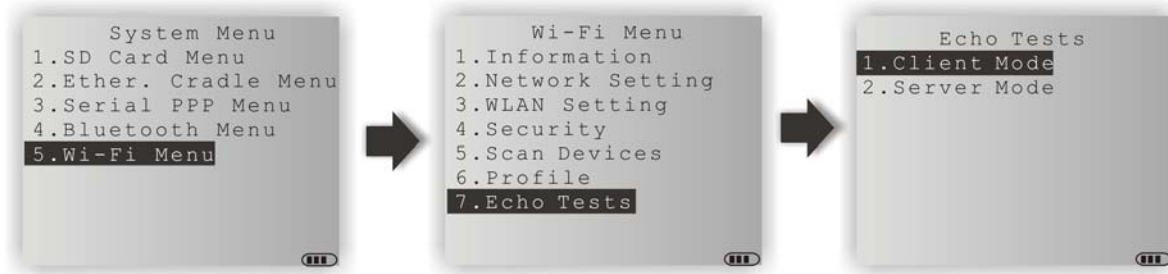 System Menu
1.SD Card Menu
2.Ether. Cradle Menu
3.Serial PPP Menu
4.Bluetooth Menu
5.Wi-Fi Menu
Wi-Fi Menu
1.Information
2.Network Setting
3.WLAN Setting
4.Security
5.Scan Devices
6.Profile
7.Echo Tests
Echo Tests
1.Client Mode
2.Server Mode